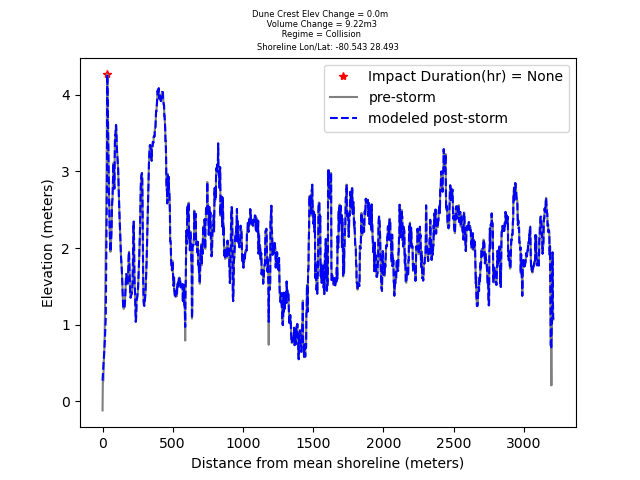 Dune Crest Elev Change = 0.0m
Volume Change = 9.22m3
Regime = Collision
Shoreline Lon/Lat: -80.543 28.493
Impact Duration(hr) = None
pre-storm
modeled post-storm
Elevation (meters)
4
3
2
1
0
0 500 1000 1500 2000 2500 3000
Distance from mean shoreline (meters)